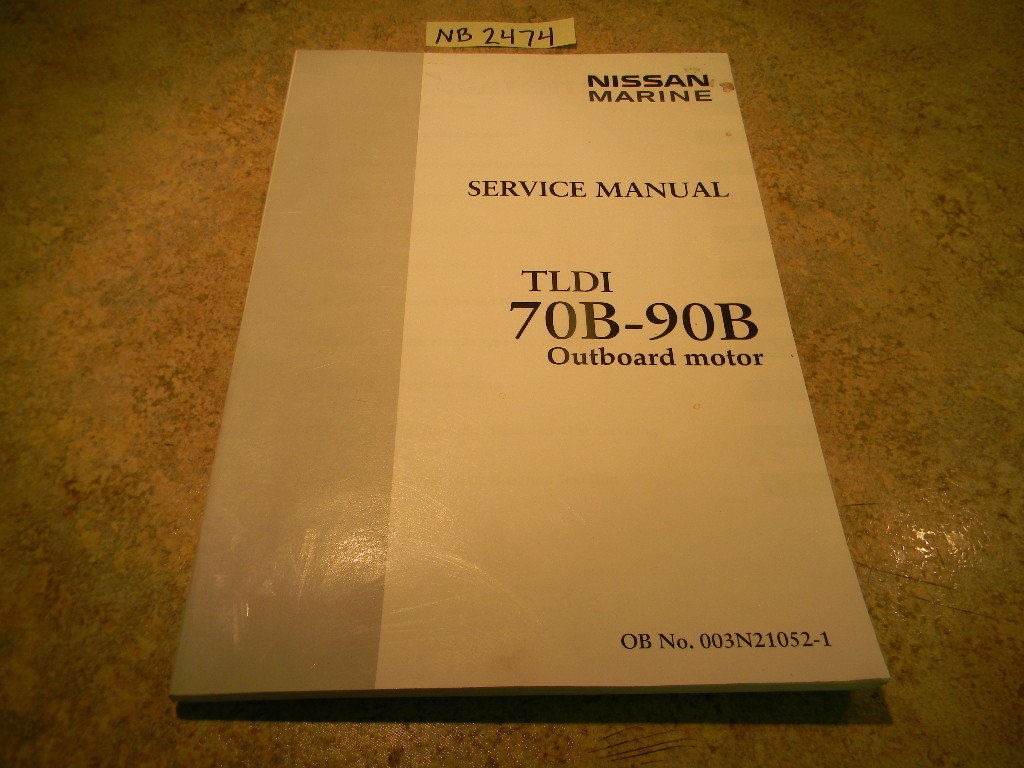 NB 2474
NISSAN
MARINE
SERVICE MANUAL
TLDI
70B-90B
Outboard motor
OB No. 003N21052-1